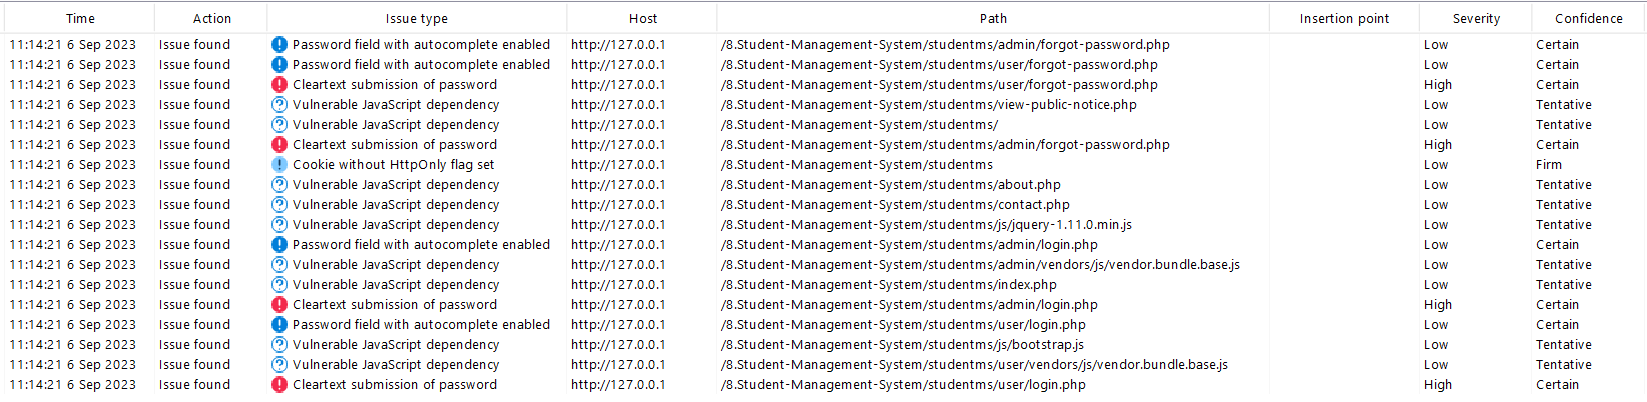 Time Action Issue type Host Path Insertion point Severity Confidence
11:14:21 6 Sep 2023 Issue found Password field with autocomplete enabled http://127.0.0.1 /8.Student-Management-System/studentms/admin/forgot-password.php Low Certain
11:14:21 6 Sep 2023 Issue found Password field with autocomplete enabled http://127.0.0.1 /8.Student-Management-System/studentms/user/forgot-password.php Low Certain
11:14:21 6 Sep 2023 Issue found Cleartext submission of password http://127.0.0.1 /8.Student-Management-System/studentms/user/forgot-password.php High Certain
11:14:21 6 Sep 2023 Issue found Vulnerable JavaScript dependency http://127.0.0.1 /8.Student-Management-System/studentms/view-public-notice.php Low Tentative
11:14:21 6 Sep 2023 Issue found Vulnerable JavaScript dependency http://127.0.0.1 /8.Student-Management-System/studentms/ Low Tentative
11:14:21 6 Sep 2023 Issue found Cleartext submission of password http://127.0.0.1 /8.Student-Management-System/studentms/admin/forgot-password.php High Certain
11:14:21 6 Sep 2023 Issue found Cookie without HttpOnly flag set http://127.0.0.1 /8.Student-Management-System/studentms Low Firm
11:14:21 6 Sep 2023 Issue found Vulnerable JavaScript dependency http://127.0.0.1 /8.Student-Management-System/studentms/about.php Low Tentative
11:14:21 6 Sep 2023 Issue found Vulnerable JavaScript dependency http://127.0.0.1 /8.Student-Management-System/studentms/contact.php Low Tentative
11:14:21 6 Sep 2023 Issue found Vulnerable JavaScript dependency http://127.0.0.1 /8.Student-Management-System/studentms/js/jquery-1.11.0.min.js Low Tentative
11:14:21 6 Sep 2023 Issue found Password field with autocomplete enabled http://127.0.0.1 /8.Student-Management-System/studentms/admin/login.php Low Certain
11:14:21 6 Sep 2023 Issue found Vulnerable JavaScript dependency http://127.0.0.1 /8.Student-Management-System/studentms/admin/vendors/js/vendor.bundle.base.js Low Tentative
11:14:21 6 Sep 2023 Issue found Vulnerable JavaScript dependency http://127.0.0.1 /8.Student-Management-System/studentms/index.php Low Tentative
11:14:21 6 Sep 2023 Issue found Cleartext submission of password http://127.0.0.1 /8.Student-Management-System/studentms/admin/login.php High Certain
11:14:21 6 Sep 2023 Issue found Password field with autocomplete enabled http://127.0.0.1 /8.Student-Management-System/studentms/user/login.php Low Certain
11:14:21 6 Sep 2023 Issue found Vulnerable JavaScript dependency http://127.0.0.1 /8.Student-Management-System/studentms/js/bootstrap.js Low Tentative
11:14:21 6 Sep 2023 Issue found Vulnerable JavaScript dependency http://127.0.0.1 /8.Student-Management-System/studentms/user/vendors/js/vendor.bundle.base.js Low Tentative
11:14:21 6 Sep 2023 Issue found Cleartext submission of password http://127.0.0.1 /8.Student-Management-System/studentms/user/login.php High Certain